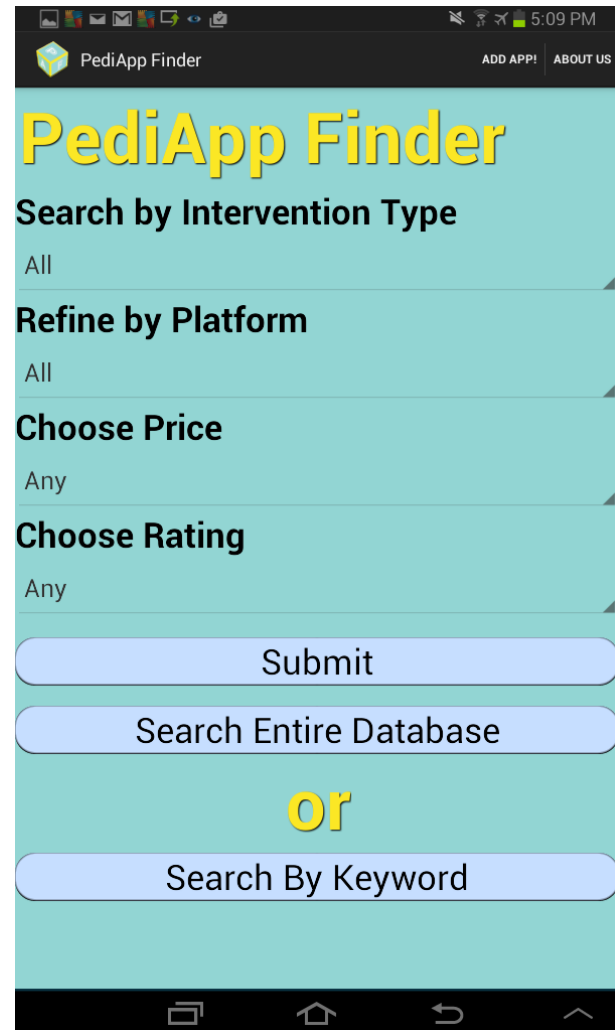 5:09 PM
PediApp Finder ADD APP! ABOUT US
PediApp Finder
Search by Intervention Type
All
Refine by Platform
All
Choose Price
Any
Choose Rating
Any
Submit
Search Entire Database
or
Search By Keyword